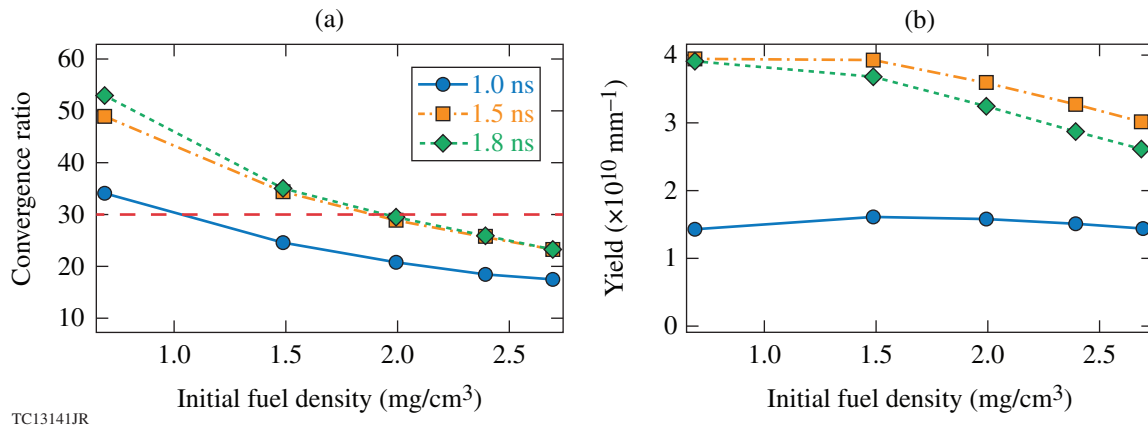 (a)
60
50
40
30
20
10
Convergence ratio
1.0 ns
1.5 ns
1.8 ns
1.0
1.5
2.0
2.5
Initial fuel density (mg/cm³)
(b)
4
3
2
1
0
Yield (×10¹⁰ mm⁻¹)
1.0
1.5
2.0
2.5
Initial fuel density (mg/cm³)
TC13141JR